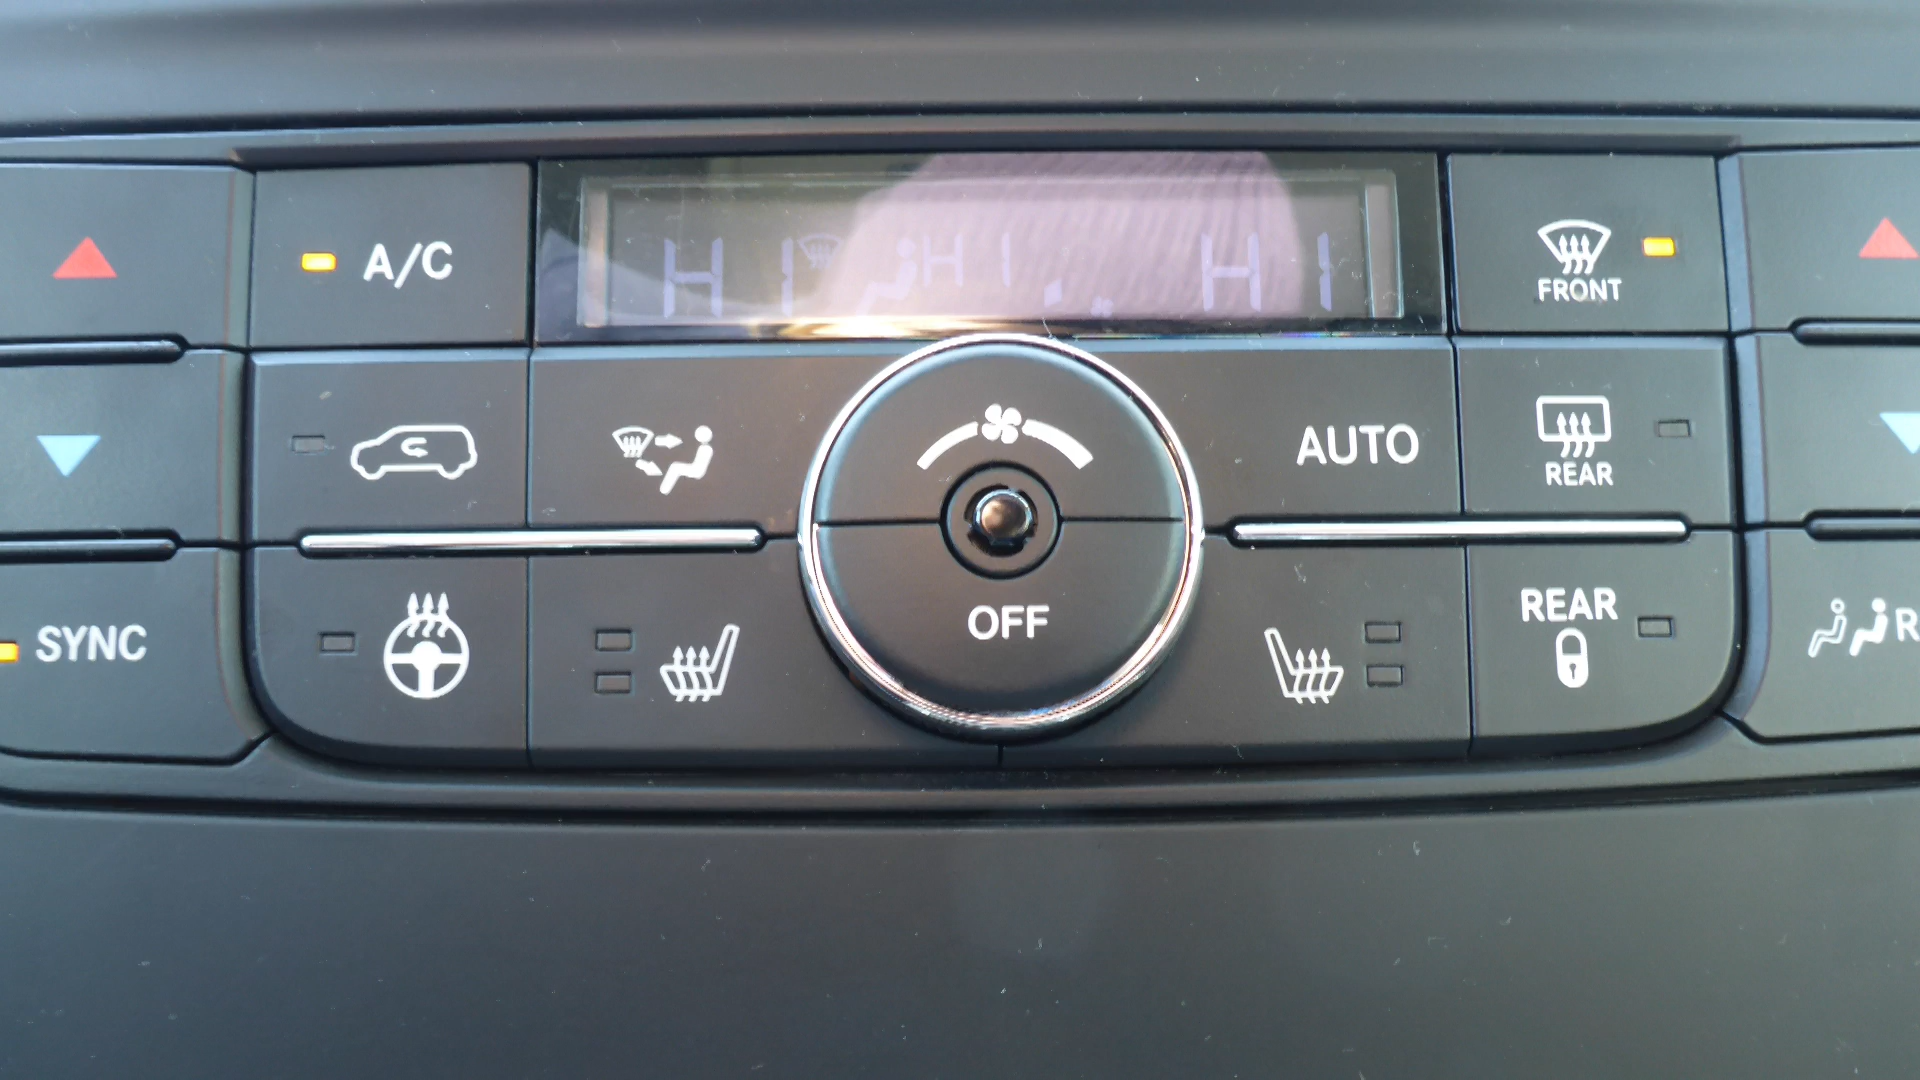 A/C
HI
HI
HI
FRONT
AUTO
REAR
SYNC
OFF
REAR
R